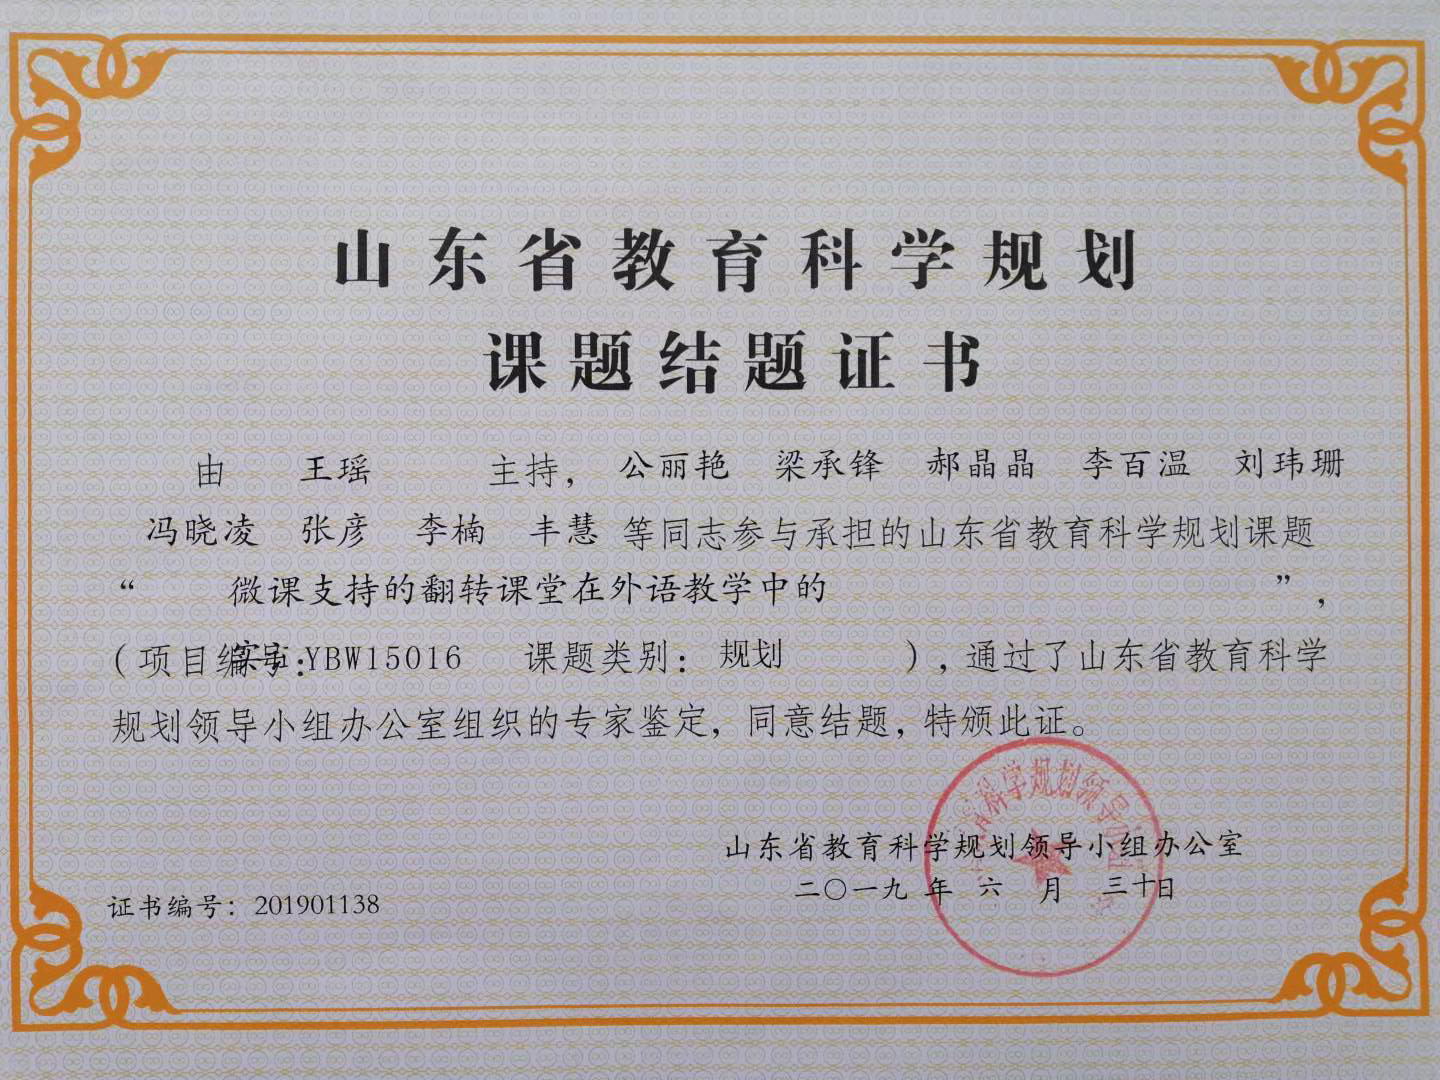 山东省教育科学规划
课题结题证书
由 王瑶 主持，公丽艳 梁承锋 郝晶晶 李百温 刘玮珊
冯晓凌 张彦 李楠 丰慧 等同志参与承担的山东省教育科学规划课题
“ 微课支持的翻转课堂在外语教学中的 ”，
（项目编号：YBW15016 课题类别：规划 ），通过了山东省教育科学
规划领导小组办公室组织的专家鉴定，同意结题，特颁此证。
科学规划领导
山东省教育科学规划领导小组办公室
二〇一九 年 六 月 三十日
证书编号：201901138